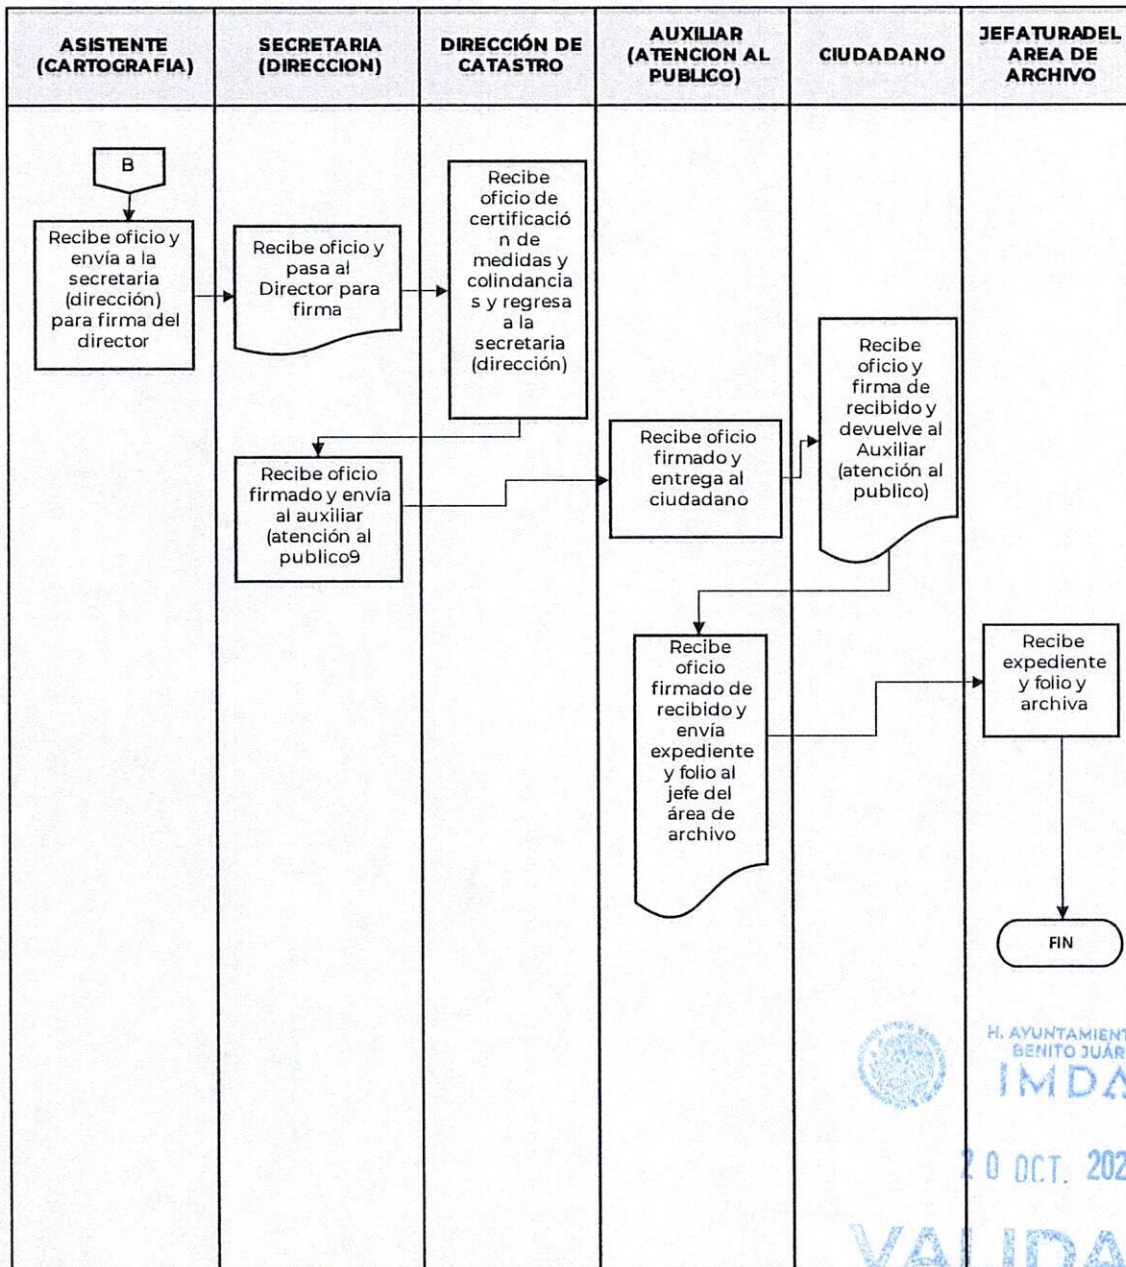 ASISTENTE
(CARTOGRAFIA)
SECRETARIA
(DIRECCION)
DIRECCIÓN DE
CATASTRO
AUXILIAR
(ATENCION AL
PUBLICO)
CIUDADANO
JEFATURADEL
AREA DE
ARCHIVO
B
Recibe oficio y
envía a la
secretaria
(dirección)
para firma del
director
Recibe oficio y
pasa al
Director para
firma
Recibe
oficio de
certificació
n de
medidas y
colindancia
s y regresa
a la
secretaria
(dirección)
Recibe oficio
firmado y envía
al auxiliar
(atención al
publico9
Recibe oficio
firmado y
entrega al
ciudadano
Recibe
oficio y
firma de
recibido y
devuelve al
Auxiliar
(atención al
publico)
Recibe
oficio
firmado de
recibido y
envía
expediente
y folio al
jefe del
área de
archivo
Recibe
expediente
y folio y
archiva
FIN
H. AYUNTAMIENT
BENITO JUÁR
IMDA
20 OCT. 202
VALIDA